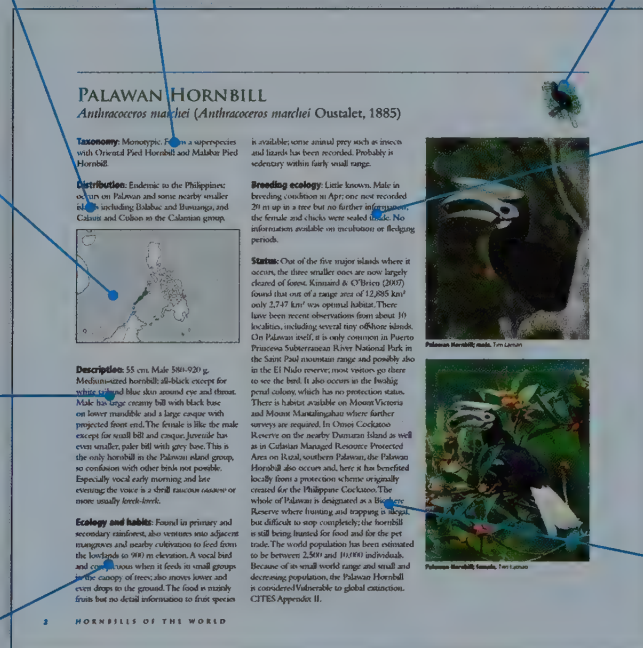 PALAWAN HORNBILL
Anthracoceros marchei (Anthracoceros marchei Oustalet, 1885)
Taxonomy: Monotypic. a superspecies
with Oriental Pied Hornbill and Malabar Pied
Hornbill.
Distribution: Endemic to the Philippines;
occurs on Palawan and some nearby smaller
including Balabac and Busuanga, and
Calauit and Culion in the Calamian group.
Description: 55 cm. Male 580–920 g.
Medium-sized hornbill; all-black except for
white tail and blue skin around eye and throat.
Male has large creamy bill with black base
on lower mandible and a large casque with
projected front end. The female is like the male
except for small bill and casque. Juvenile has
even smaller, paler bill with grey base. This is
the only hornbill in the Palawan island group,
so confusion with other birds not possible.
Especially vocal early morning and late
evening; the voice is a shrill raucous or
more usually kreek-kreek.
Ecology and habits: Found in primary and
secondary rainforest, also ventures into adjacent
mangroves and nearby cultivation to feed from
the lowlands to 900 m elevation. A vocal bird
and when it feeds in small groups
in the canopy of trees; also moves lower and
even drops to the ground. The food is mainly
fruits but no detail information to fruit species
is available; some animal prey such as insects
and lizards has been recorded. Probably is
sedentary within fairly small range.
Breeding ecology: Little known. Male in
breeding condition in Apr; one nest recorded
20 m up in a tree but no further information;
the female and chicks were sealed inside. No
information available on incubation or fledging
periods.
Status: Out of the five major islands where it
occurs, the three smaller ones are now largely
cleared of forest. Kinnaird & O'Brien (2007)
found that out of a range area of 12,885 km²
only 2,747 km² was optimal habitat. There
have been recent observations from about 10
localities, including several tiny offshore islands.
On Palawan itself, it is only common in Puerto
Princesa Subterranean River National Park in
the Saint Paul mountain range and possibly also
in the El Nido reserve; most visitors go there
to see the bird. It also occurs in the Iwahig
penal colony, which has no protection status.
There is habitat available on Mount Victoria
and Mount Mantalingahan where further
surveys are required. In Omoi Cockatoo
Reserve on the nearby Dumaran Island as well
as in Culasian Managed Resource Protected
Area on Rizal, southern Palawan, the Palawan
Hornbill also occurs and, here it has benefited
locally from a protection scheme originally
created for the Philippine Cockatoo. The
whole of Palawan is designated as a Biosphere
Reserve where hunting and trapping is illegal,
but difficult to stop completely; the hornbill
is still being hunted for food and for the pet
trade. The world population has been estimated
to be between 2,500 and 10,000 individuals.
Because of its small world range and small and
decreasing population, the Palawan Hornbill
is considered Vulnerable to global extinction.
CITES Appendix II.
Palawan Hornbill; male. Tim Laman
Palawan Hornbill; female. Tim Laman
2 HORNBILLS OF THE WORLD